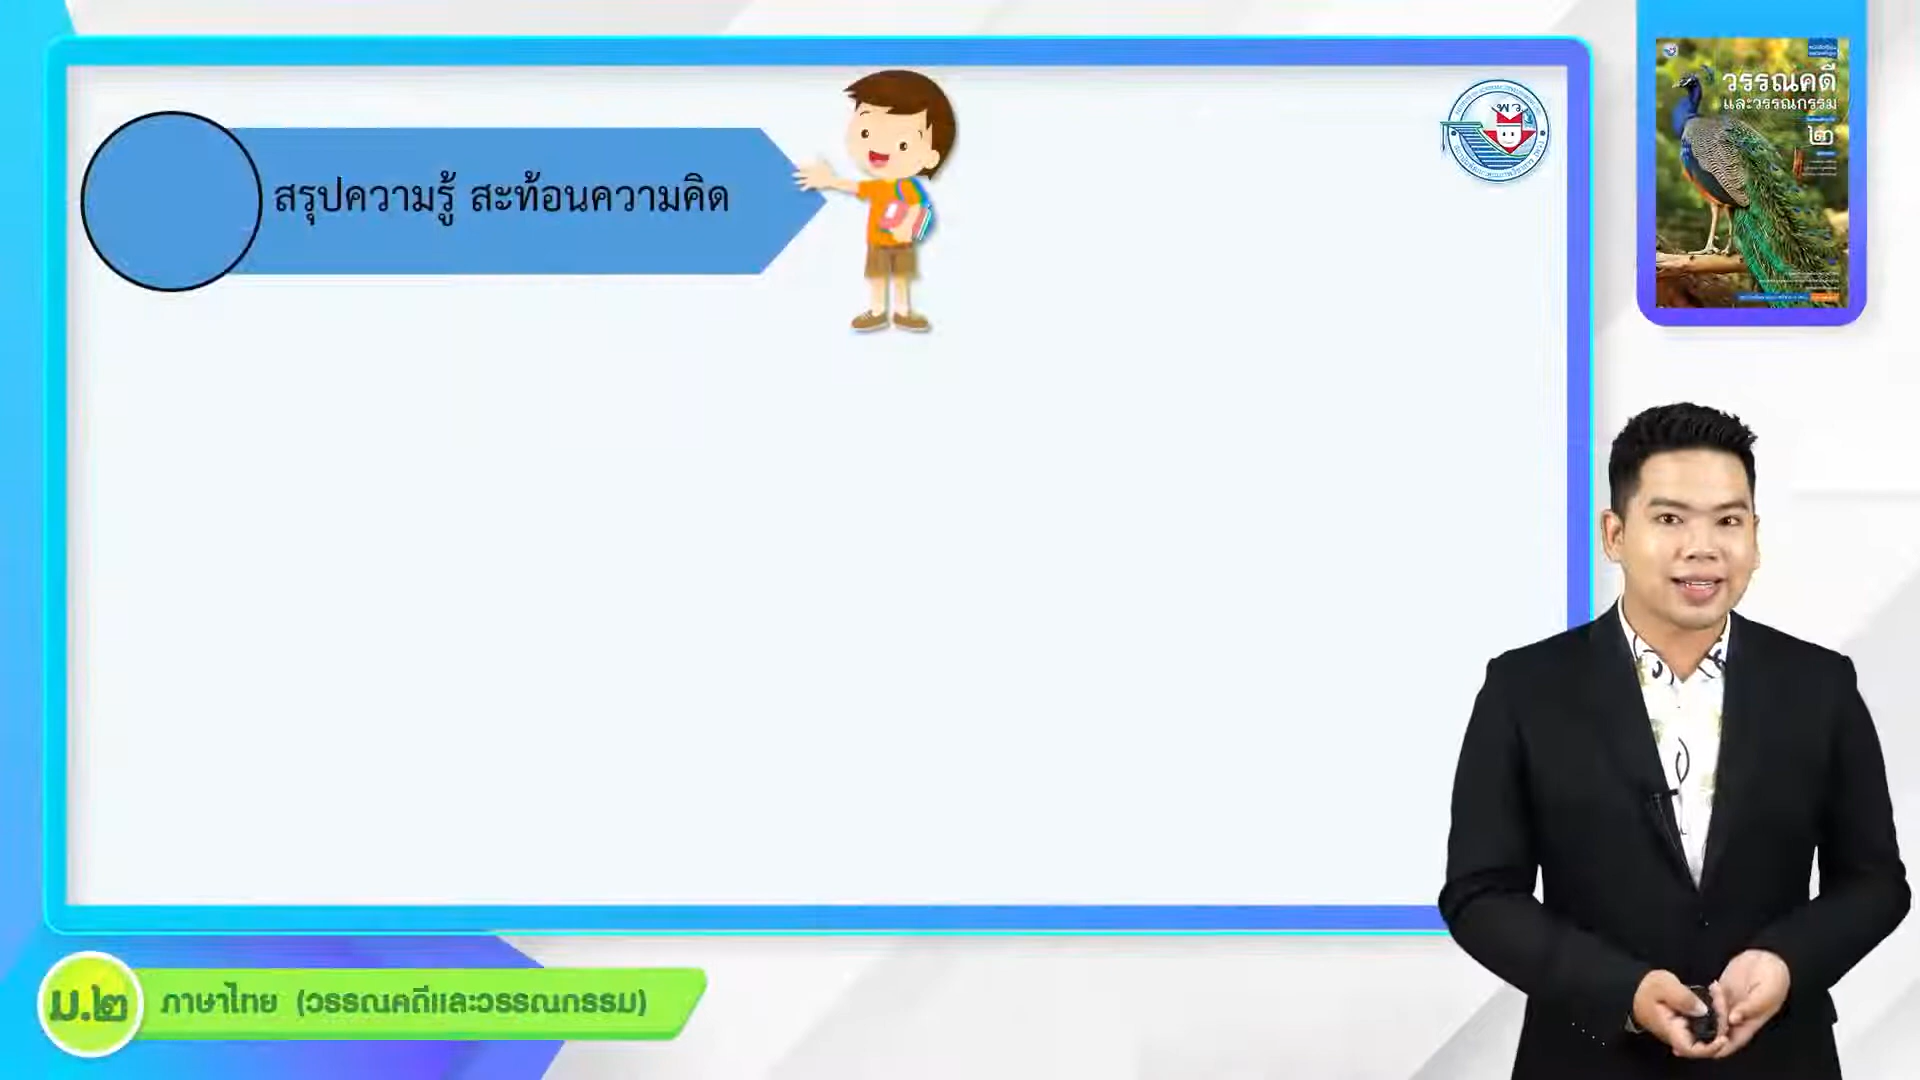 สรุปความรู้ สะท้อนความคิด
พว.
วรรณคดี
และวรรณกรรม
๒
ม.๒
ภาษาไทย (วรรณคดีและวรรณกรรม)